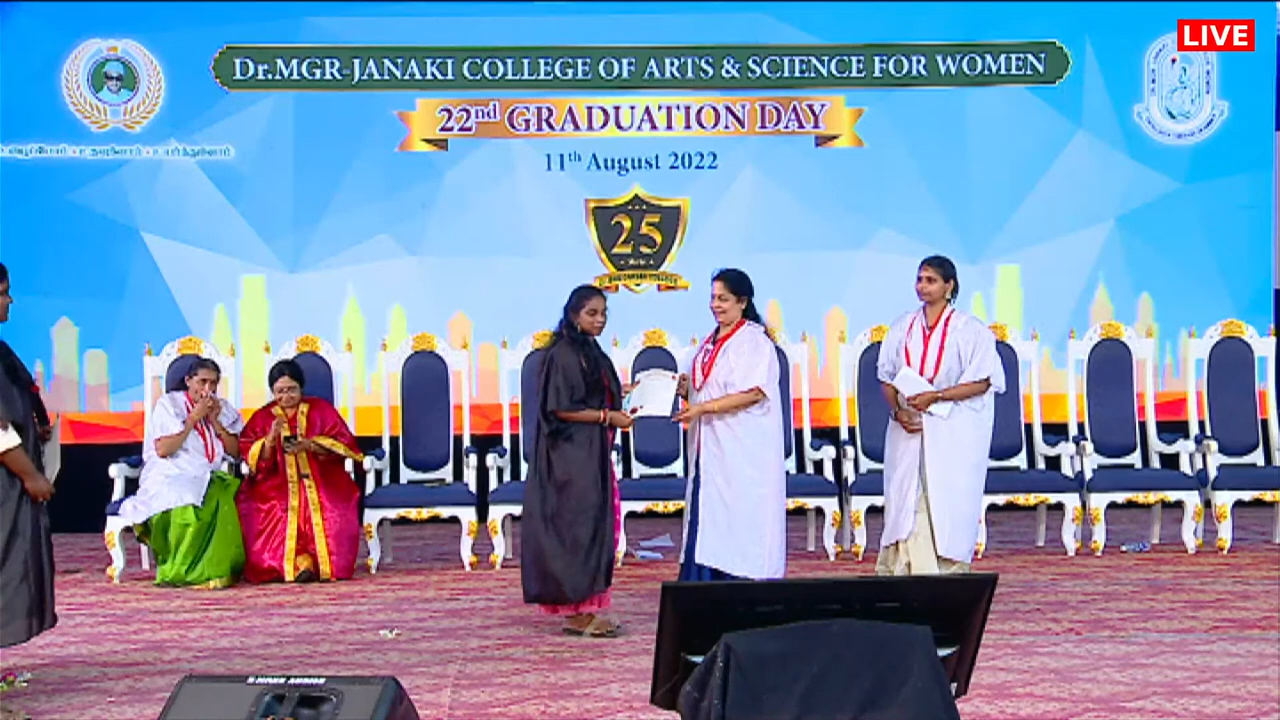 LIVE
Dr.MGR-JANAKI COLLEGE OF ARTS & SCIENCE FOR WOMEN
22nd GRADUATION DAY
11th August 2022
25